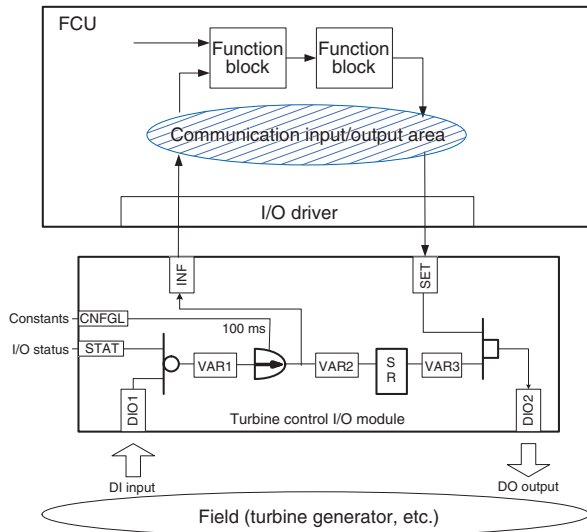 FCU
Function
block
Function
block
Communication input/output area
I/O driver
INF
SET
Constants
CNFGL
100 ms
I/O status
STAT
VAR1
VAR2
S
R
VAR3
DIO1
DIO2
Turbine control I/O module
DI input
DO output
Field (turbine generator, etc.)